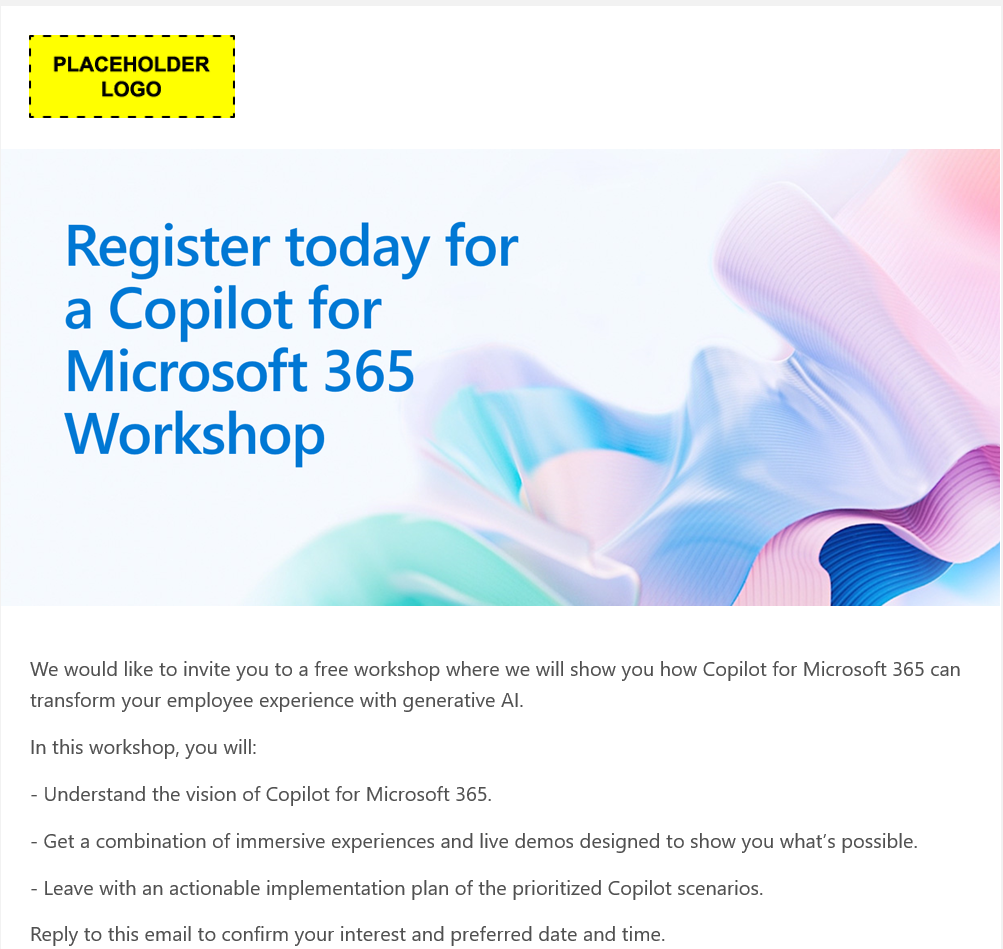 PLACEHOLDER
LOGO
Register today for
a Copilot for
Microsoft 365
Workshop
We would like to invite you to a free workshop where we will show you how Copilot for Microsoft 365 can
transform your employee experience with generative AI.
In this workshop, you will:
- Understand the vision of Copilot for Microsoft 365.
- Get a combination of immersive experiences and live demos designed to show you what’s possible.
- Leave with an actionable implementation plan of the prioritized Copilot scenarios.
Reply to this email to confirm your interest and preferred date and time.